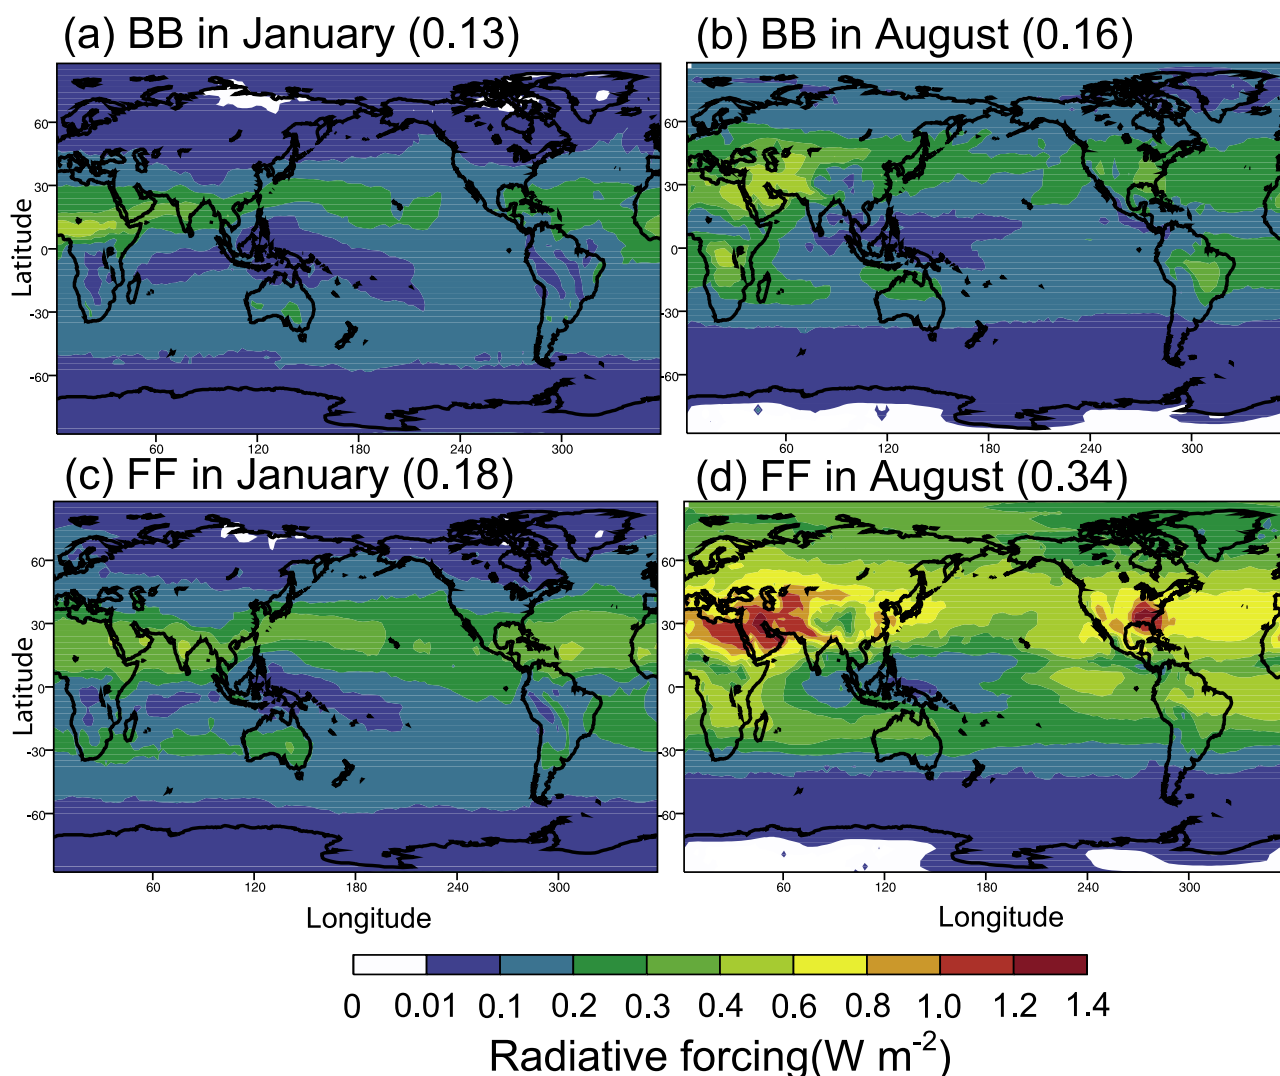 (a) BB in January (0.13)
(b) BB in August (0.16)
60
30
0
-30
-60
Latitude
60
30
0
-30
-60
60 120 180 240 300
60 120 180 240 300
(c) FF in January (0.18)
(d) FF in August (0.34)
60
30
0
-30
-60
Latitude
60
30
0
-30
-60
60 120 180 240 300
60 120 180 240 300
Longitude
Longitude
0 0.01 0.1 0.2 0.3 0.4 0.6 0.8 1.0 1.2 1.4
Radiative forcing(W m-2)